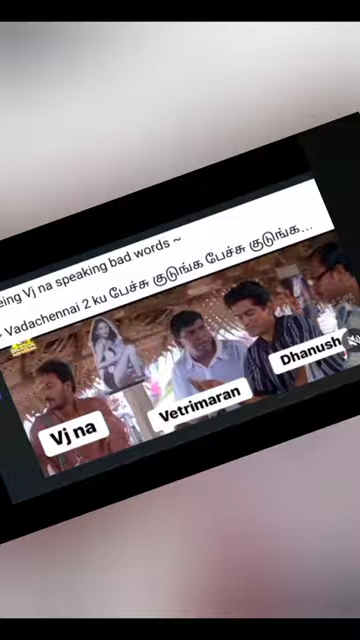 eing Vj na speaking bad words ~
Vadachennai 2 ku பேச்சு குடுங்க பேச்சு குடுங்க...
Vj na
Vetrimaran
Dhanush